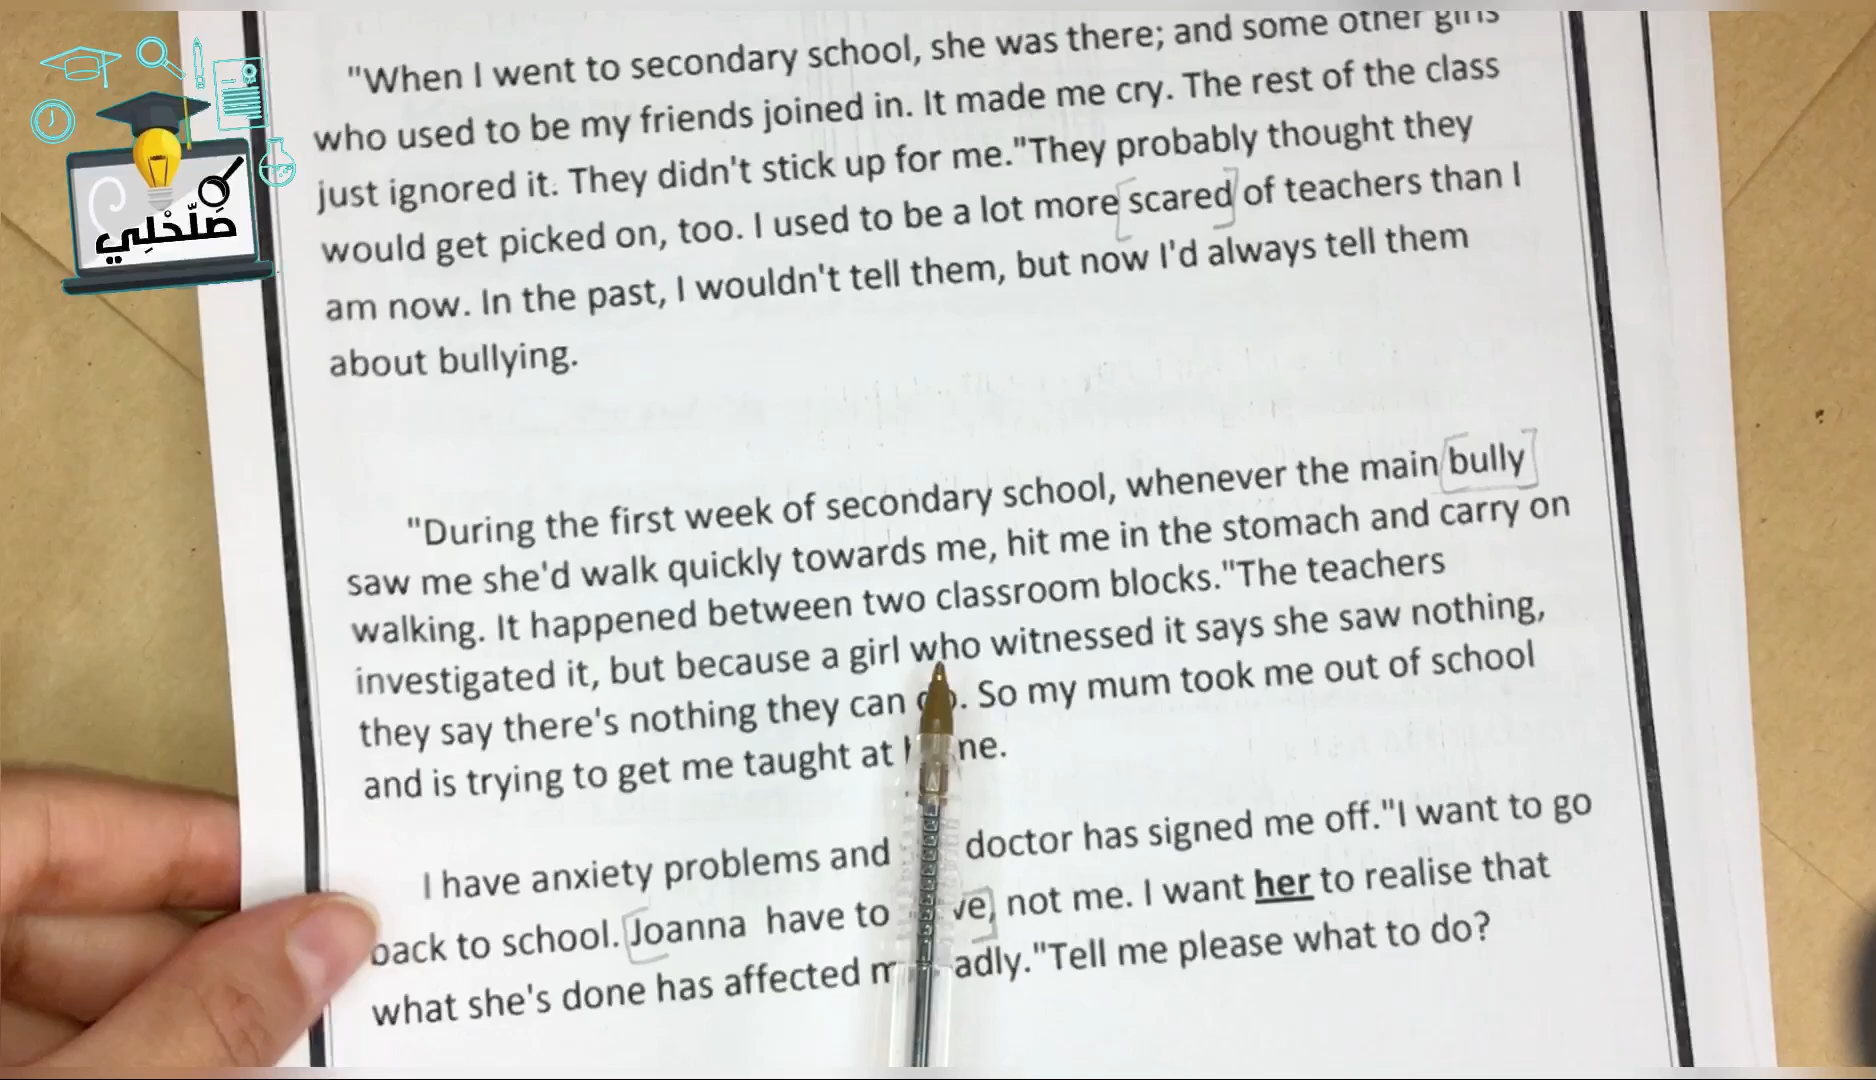 صَلَّحْلِي
"When I went to secondary school, she was there; and some other girls
who used to be my friends joined in. It made me cry. The rest of the class
just ignored it. They didn't stick up for me."They probably thought they
would get picked on, too. I used to be a lot more scared of teachers than I
am now. In the past, I wouldn't tell them, but now I'd always tell them
about bullying.
"During the first week of secondary school, whenever the main bully
saw me she'd walk quickly towards me, hit me in the stomach and carry on
walking. It happened between two classroom blocks."The teachers
investigated it, but because a girl who witnessed it says she saw nothing,
they say there's nothing they can. So my mum took me out of school
and is trying to get me taught at
I have anxiety problems and doctor has signed me off."I want to go
back to school. Joanna have to not me. I want her to realise that
what she's done has affected "Tell me please what to do?